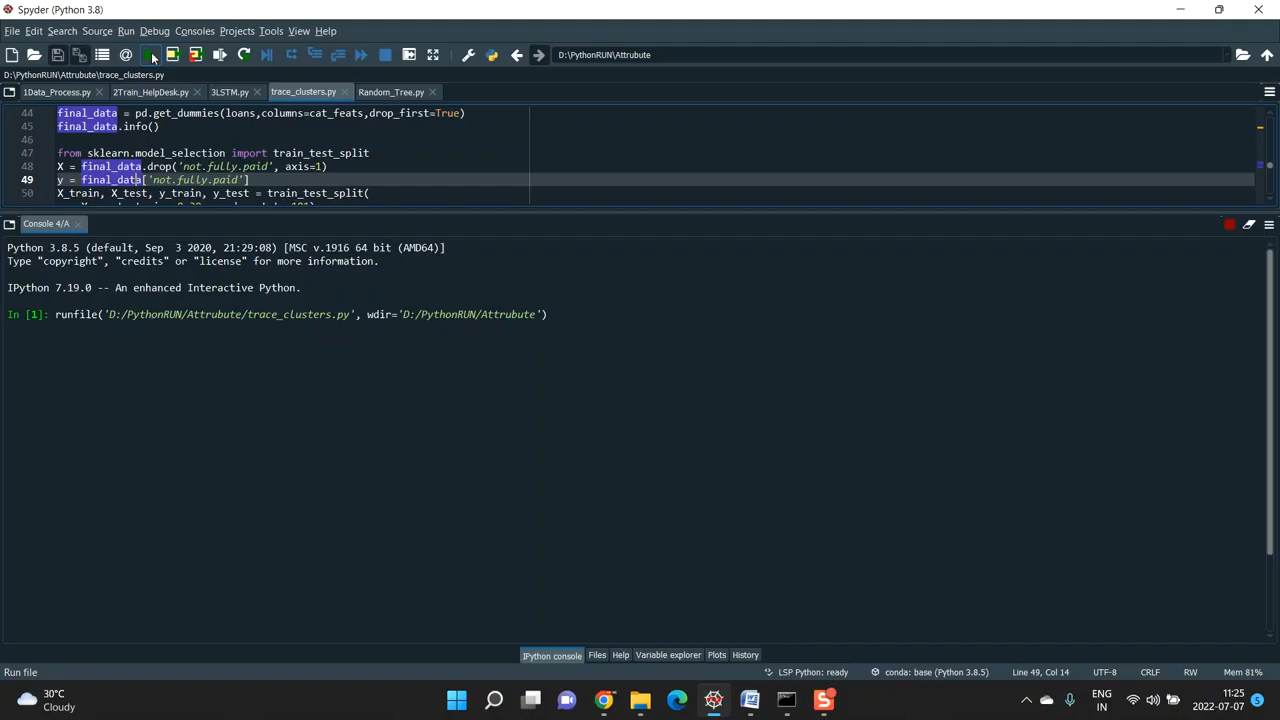 Spyder (Python 3.8)
File Edit Search Source Run Debug Consoles Projects Tools View Help
D:\PythonRUN\Attrubute
D:\PythonRUN\Attrubute\trace_clusters.py
1Data_Process.py 2Train_HelpDesk.py 3LSTM.py trace_clusters.py Random_Tree.py
44 final_data = pd.get_dummies(loans,columns=cat_feats,drop_first=True)
45 final_data.info()
46
47 from sklearn.model_selection import train_test_split
48 X = final_data.drop('not.fully.paid', axis=1)
49 y = final_data['not.fully.paid']
50 X_train, X_test, y_train, y_test = train_test_split(
Console 4/A
Python 3.8.5 (default, Sep 3 2020, 21:29:08) [MSC v.1916 64 bit (AMD64)]
Type "copyright", "credits" or "license" for more information.
IPython 7.19.0 -- An enhanced Interactive Python.
In [1]: runfile('D:/PythonRUN/Attrubute/trace_clusters.py', wdir='D:/PythonRUN/Attrubute')
IPython console Files Help Variable explorer Plots History
Run file LSP Python: ready conda: base (Python 3.8.5) Line 49, Col 14 UTF-8 CRLF RW Mem 81%
30°C
Cloudy
ENG
IN
11:25
2022-07-07
5